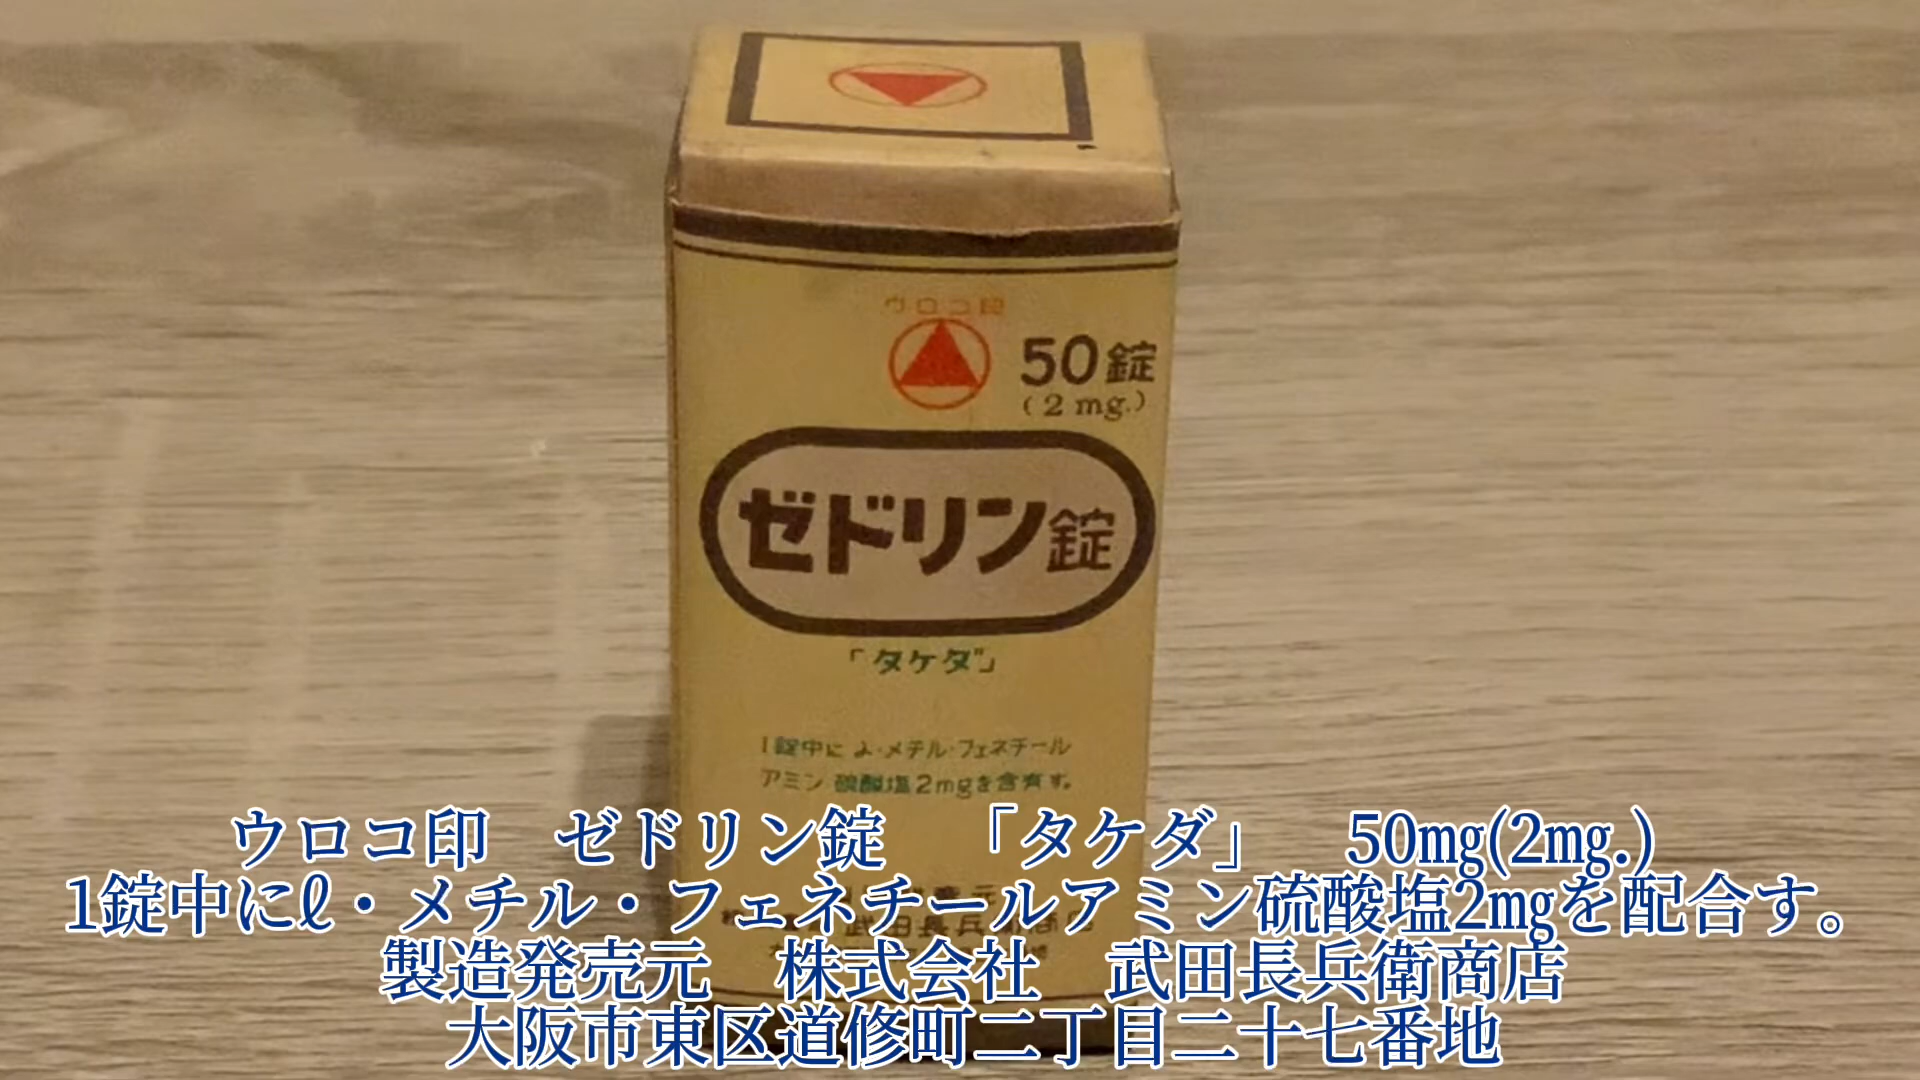 ウロコ印
50錠
(2 mg.)
ゼドリン錠
「タケダ」
1錠中に
・メチル・フェネチール
アミン 硫酸塩2mgを含有す。
ウロコ印　ゼドリン錠　「タケダ」　50㎎(2㎎.)
1錠中にℓ・メチル・フェネチールアミン硫酸塩2㎎を配合す。
製造発売元　株式会社　武田長兵衛商店
大阪市東区道修町二丁目二十七番地